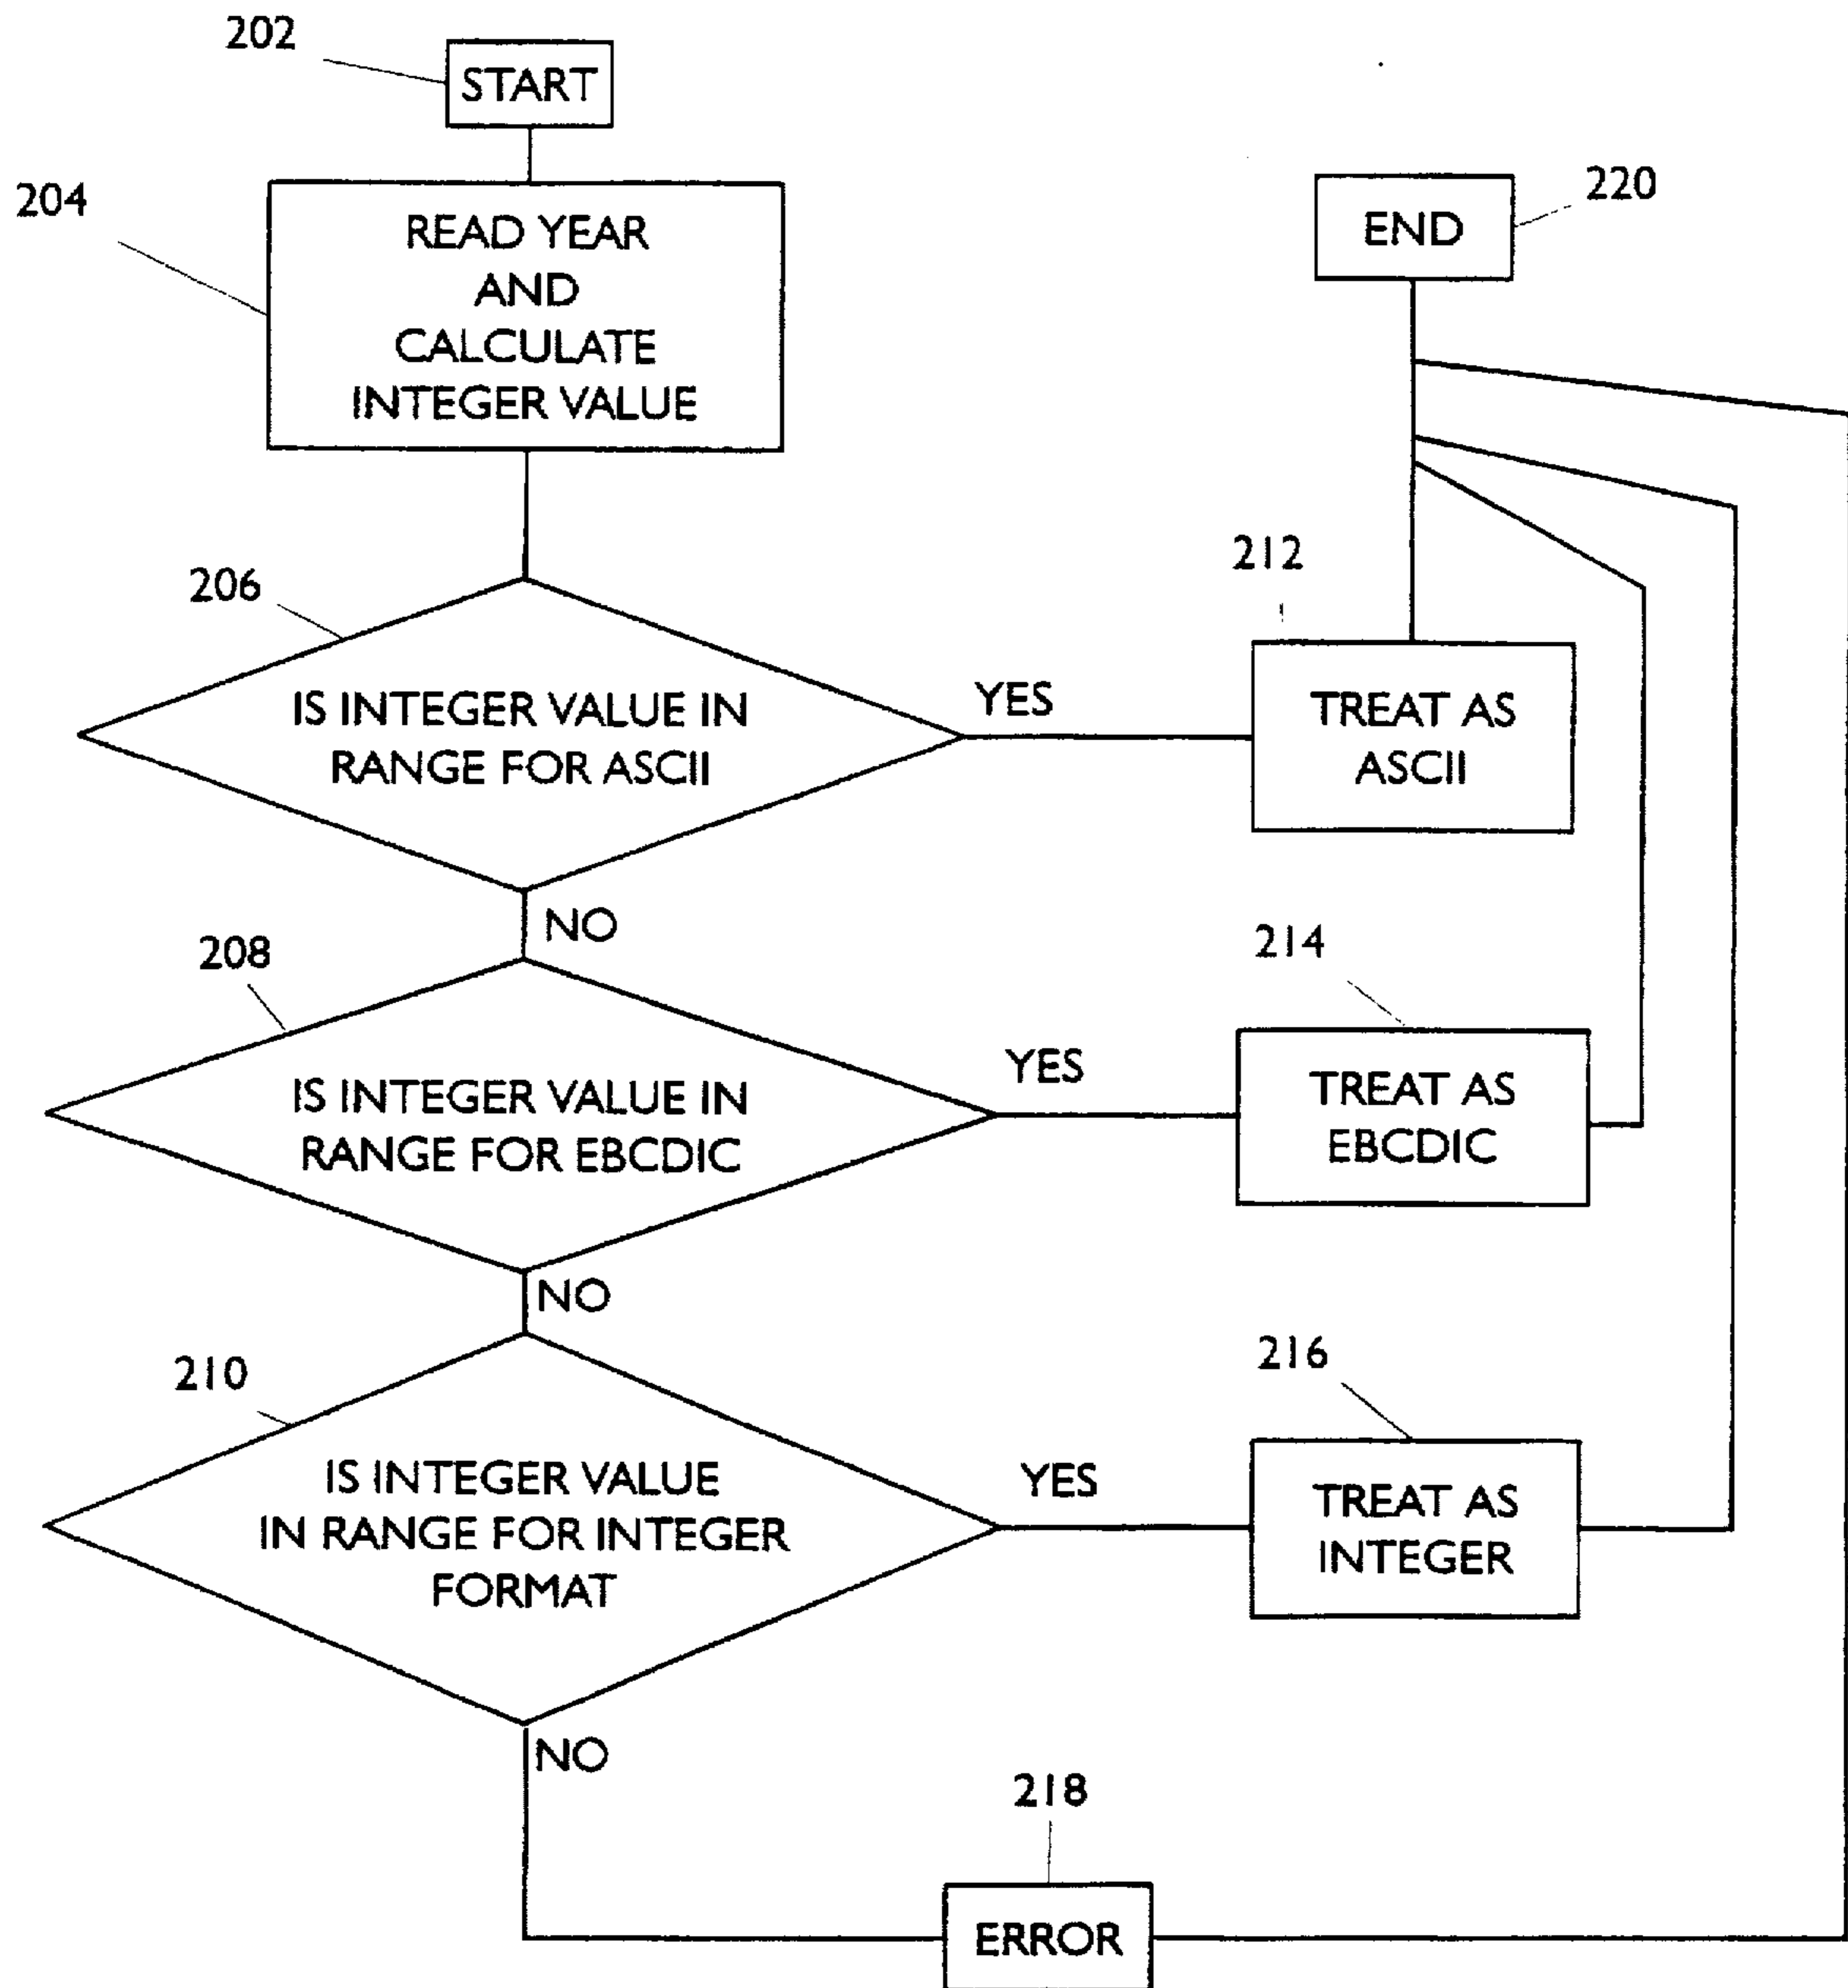 202
START
204
READ YEAR
AND
CALCULATE
INTEGER VALUE
END
220
206
IS INTEGER VALUE IN
RANGE FOR ASCII
YES
212
TREAT AS
ASCII
NO
208
IS INTEGER VALUE IN
RANGE FOR EBCDIC
YES
214
TREAT AS
EBCDIC
NO
210
IS INTEGER VALUE
IN RANGE FOR INTEGER
FORMAT
YES
216
TREAT AS
INTEGER
NO
218
ERROR